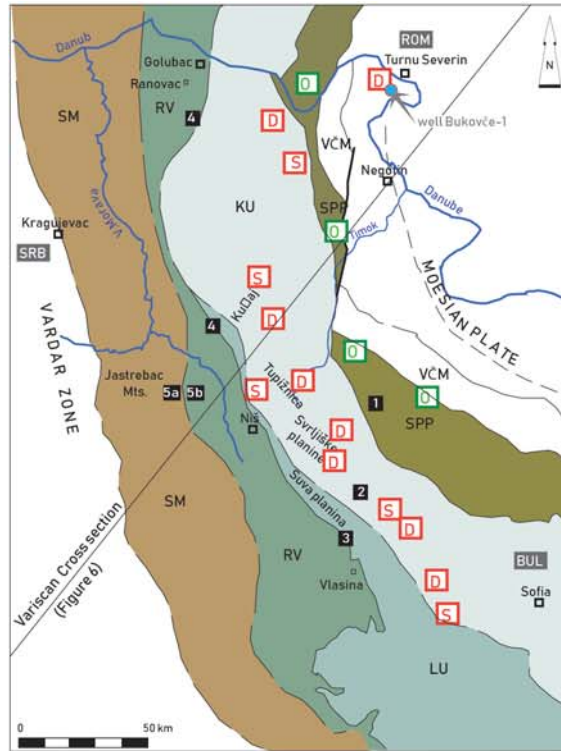 Danub
ROM
Golubac
Turnu Severin
Ranovac
D
O
N
SM
RV
4
D
well Bukovče-1
VČM
S
Negotin
KU
SPP
Danube
V.Morava
Kragujevac
O
Timok
SRB
S
MOESIAN PLATE
VARDAR ZONE
Ku□aj
D
4
O
VČM
Jastrebac
Mts.
5a
5b
Tupižnica
D
S
O
1
SPP
Niš
Svrljiške
planine
D
D
Suva planina
2
S
SM
D
3
Variscan Cross section
(Figure 6)
RV
BUL
Vlasina
D
Sofia
S
LU
0
50 km